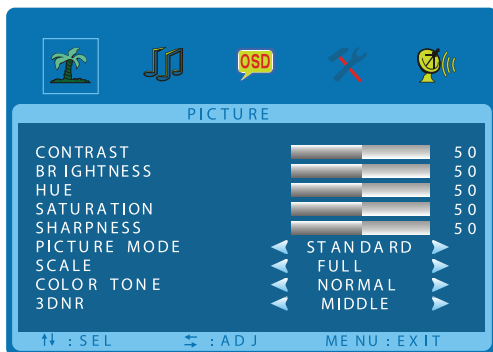 OSD
PICTURE
CONTRAST 50
BRIGHTNESS 50
HUE 50
SATURATION 50
SHARPNESS 50
PICTURE MODE STANDARD
SCALE FULL
COLOR TONE NORMAL
3DNR MIDDLE
: SEL : ADJ MENU : EXIT